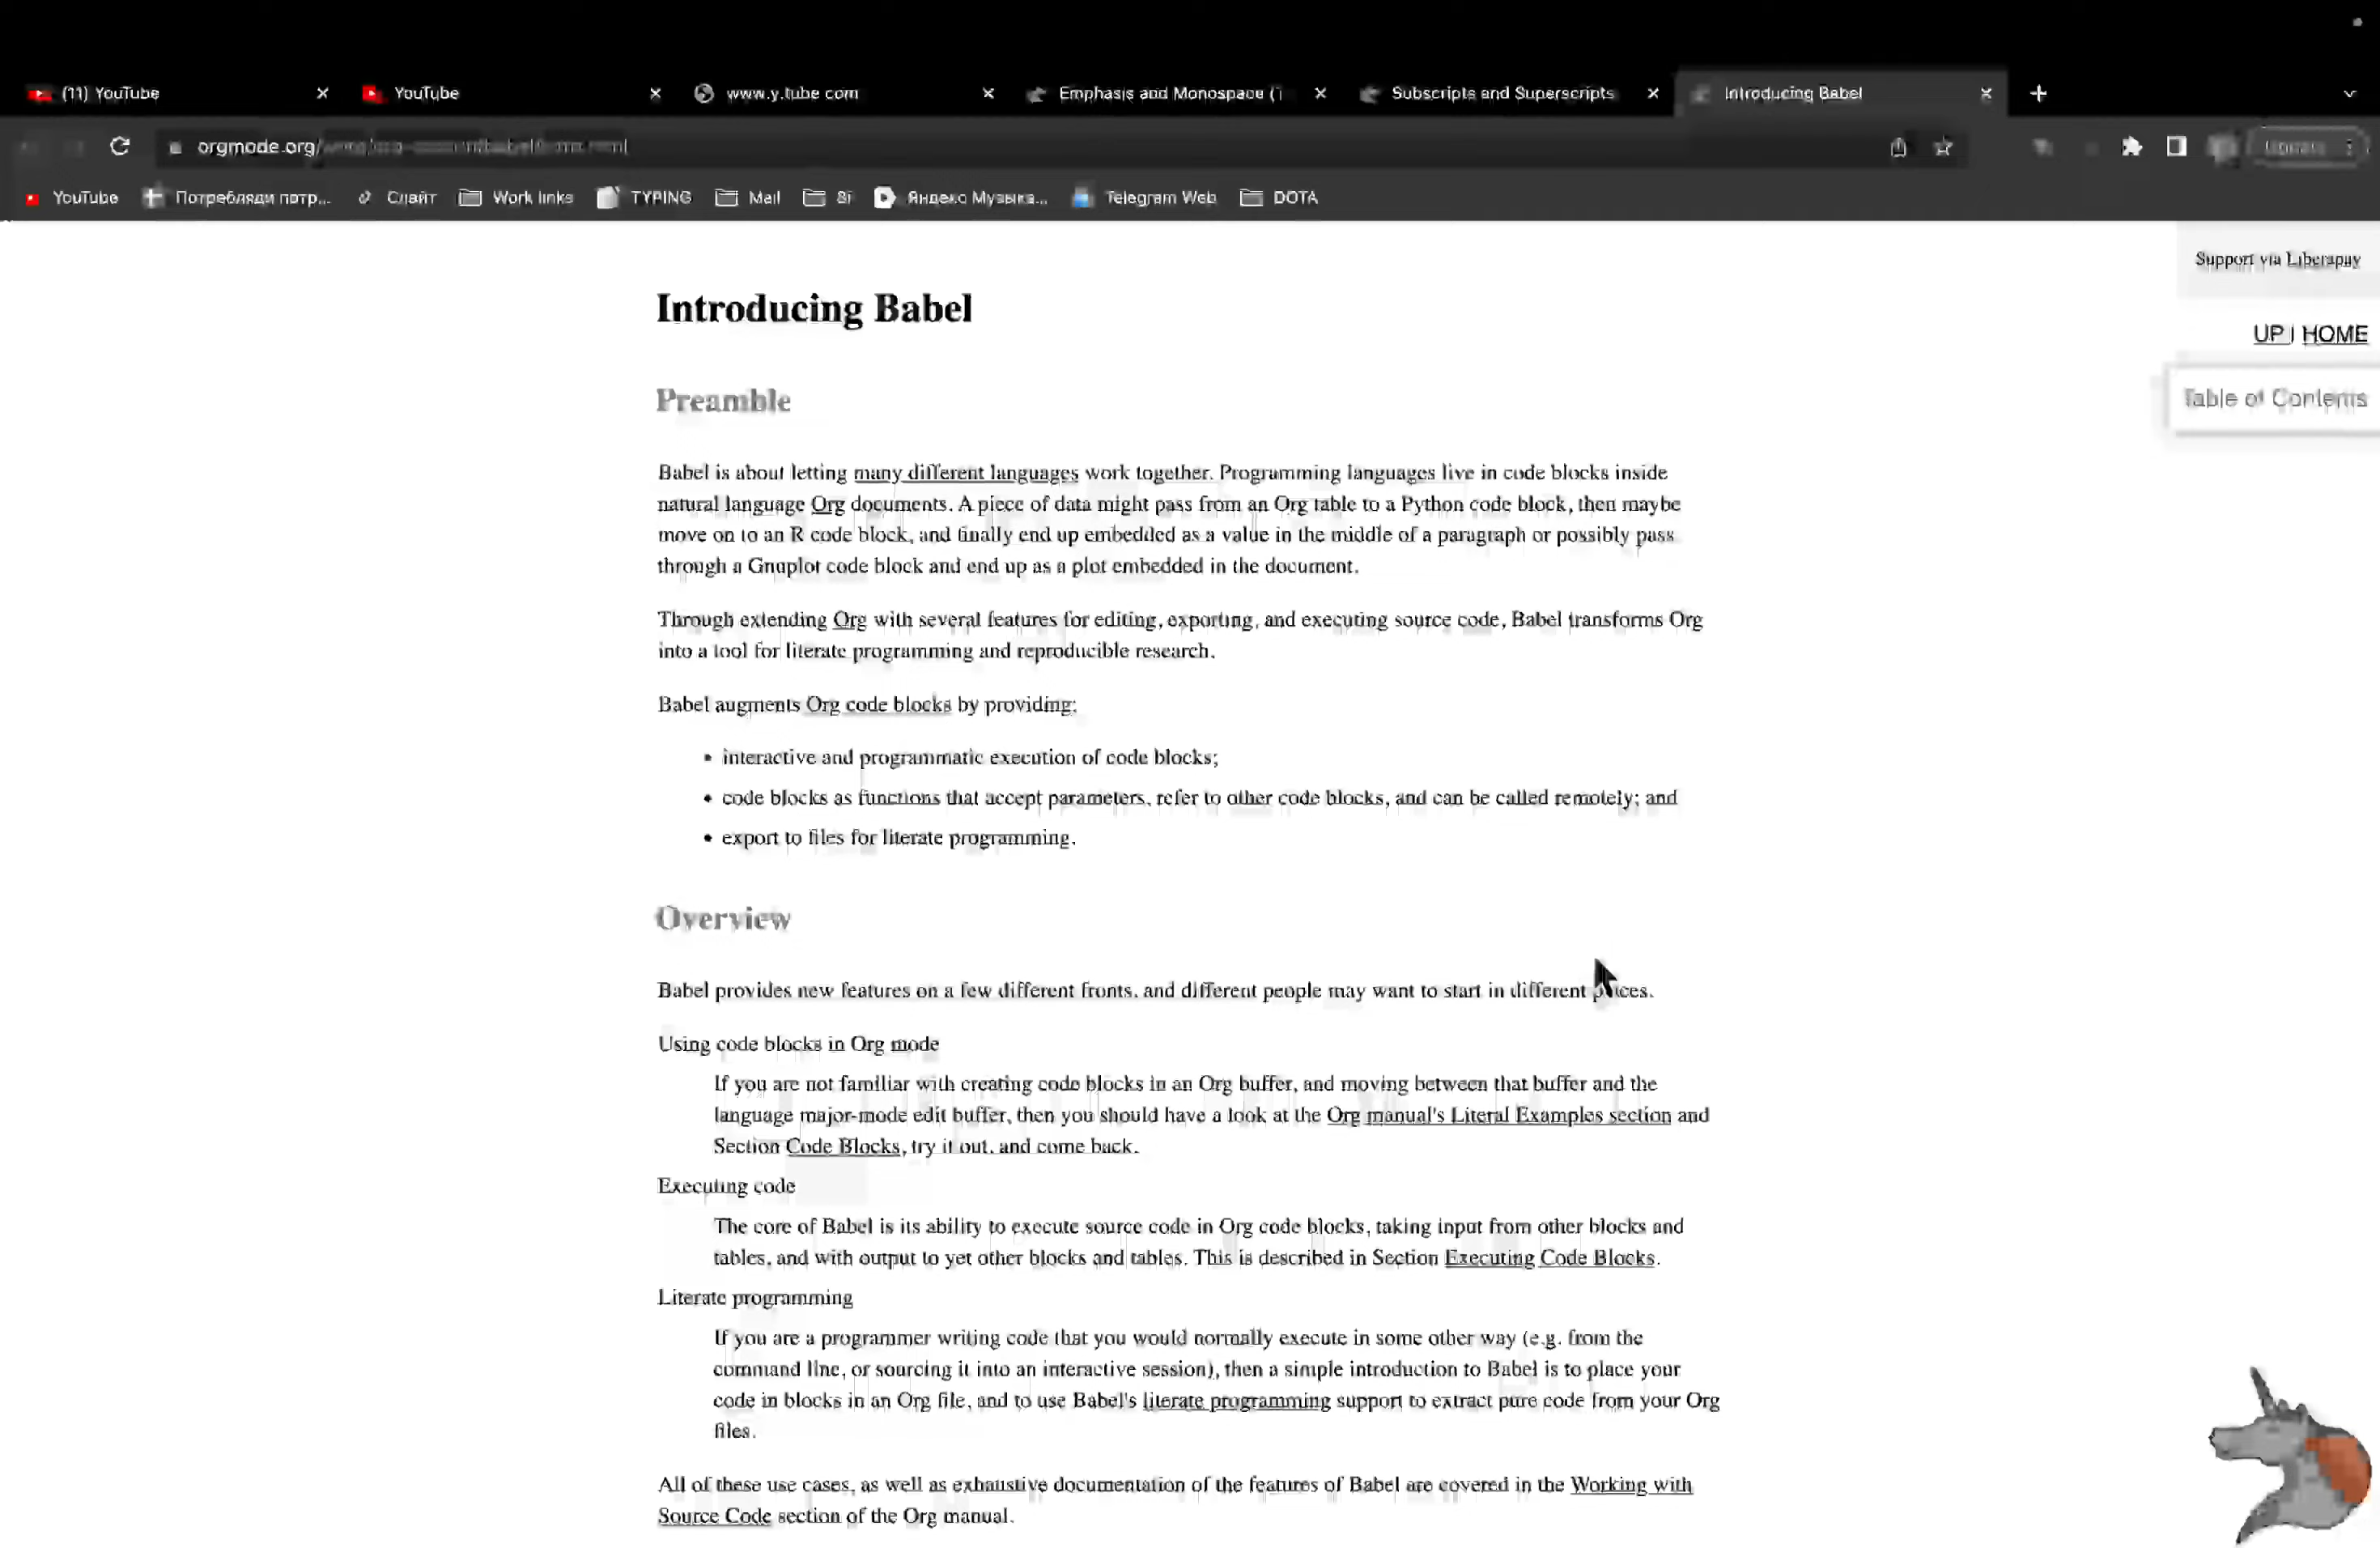 (11) YouTube
YouTube
www.y.tube com
Emphasis and Monospace (
Subscripts and Superscripts
Introducing Babel
orgmode.org/
YouTube
Потребляди потр...
Слайт
Work links
TYPING
Mail
Яндекс Музыка...
Telegram Web
DOTA
Support via Liberapay
UP | HOME
Table of Contents
Introducing Babel
Preamble
Babel is about letting many different languages work together. Programming languages live in code blocks inside
natural language Org documents. A piece of data might pass from an Org table to a Python code block, then maybe
move on to an R code block, and finally end up embedded as a value in the middle of a paragraph or possibly pass
through a Gnuplot code block and end up as a plot embedded in the document.
Through extending Org with several features for editing, exporting, and executing source code, Babel transforms Org
into a tool for literate programming and reproducible research.
Babel augments Org code blocks by providing:
• interactive and programmatic execution of code blocks;
• code blocks as functions that accept parameters, refer to other code blocks, and can be called remotely; and
• export to files for literate programming.
Overview
Babel provides new features on a few different fronts, and different people may want to start in different places.
Using code blocks in Org mode
If you are not familiar with creating code blocks in an Org buffer, and moving between that buffer and the
language major-mode edit buffer, then you should have a look at the Org manual's Literal Examples section and
Section Code Blocks, try it out, and come back.
Executing code
The core of Babel is its ability to execute source code in Org code blocks, taking input from other blocks and
tables, and with output to yet other blocks and tables. This is described in Section Executing Code Blocks.
Literate programming
If you are a programmer writing code that you would normally execute in some other way (e.g. from the
command line, or sourcing it into an interactive session), then a simple introduction to Babel is to place your
code in blocks in an Org file, and to use Babel's literate programming support to extract pure code from your Org
files.
All of these use cases, as well as exhaustive documentation of the features of Babel are covered in the Working with
Source Code section of the Org manual.